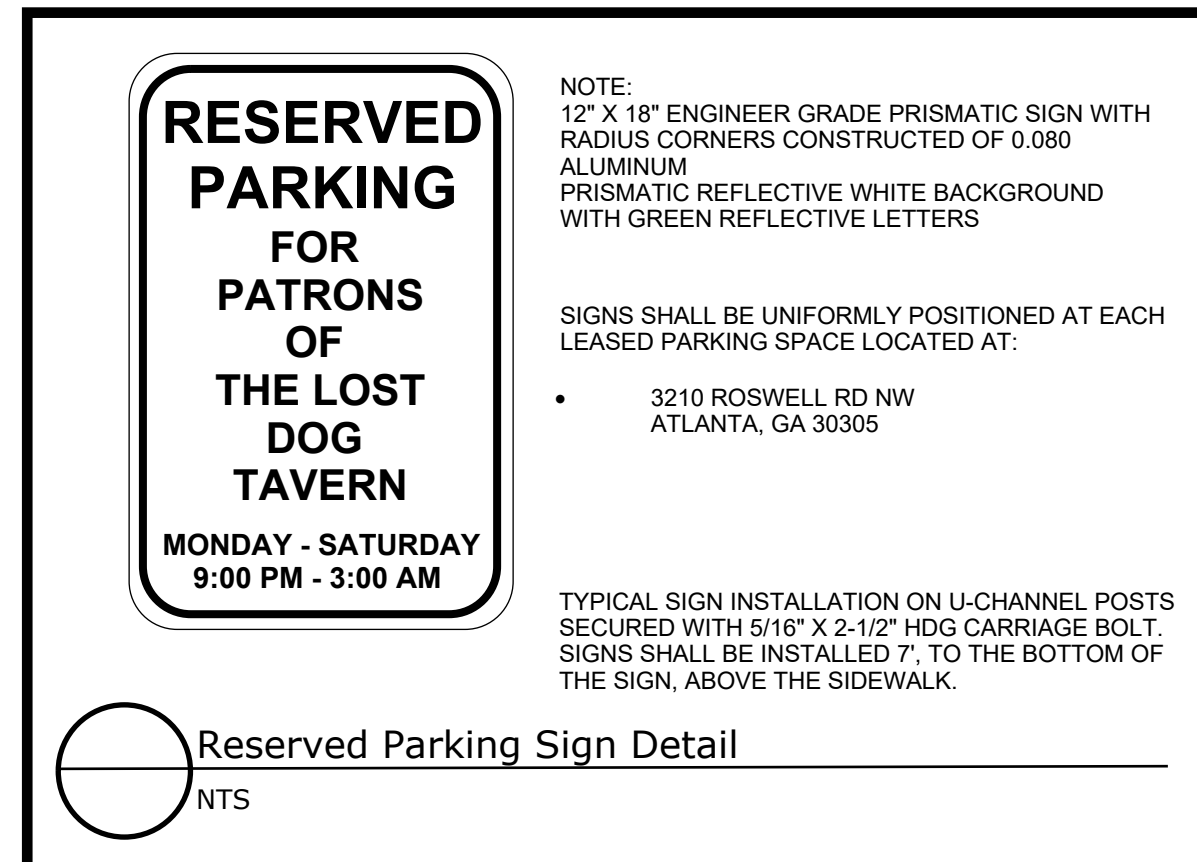 RESERVED
PARKING
FOR
PATRONS
OF
THE LOST
DOG
TAVERN
MONDAY - SATURDAY
9:00 PM - 3:00 AM
NOTE:
12" X 18" ENGINEER GRADE PRISMATIC SIGN WITH
RADIUS CORNERS CONSTRUCTED OF 0.080
ALUMINUM
PRISMATIC REFLECTIVE WHITE BACKGROUND
WITH GREEN REFLECTIVE LETTERS
SIGNS SHALL BE UNIFORMLY POSITIONED AT EACH
LEASED PARKING SPACE LOCATED AT:
• 3210 ROSWELL RD NW
ATLANTA, GA 30305
TYPICAL SIGN INSTALLATION ON U-CHANNEL POSTS
SECURED WITH 5/16" X 2-1/2" HDG CARRIAGE BOLT.
SIGNS SHALL BE INSTALLED 7', TO THE BOTTOM OF
THE SIGN, ABOVE THE SIDEWALK.
Reserved Parking Sign Detail
NTS